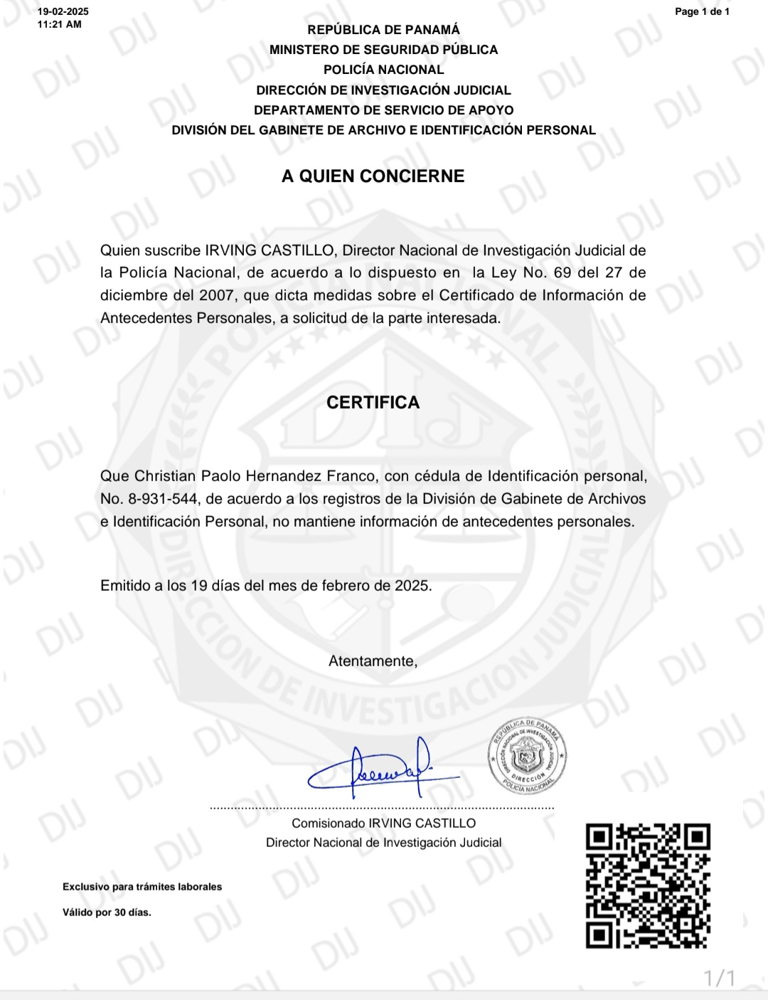 19-02-2025
Page 1 de 1
11:21 AM
REPÚBLICA DE PANAMÁ
MINISTERO DE SEGURIDAD PÚBLICA
POLICÍA NACIONAL
DIRECCIÓN DE INVESTIGACIÓN JUDICIAL
DEPARTAMENTO DE SERVICIO DE APOYO
DIVISIÓN DEL GABINETE DE ARCHIVO E IDENTIFICACIÓN PERSONAL
A QUIEN CONCIERNE
Quien suscribe IRVING CASTILLO, Director Nacional de Investigación Judicial de
la Policía Nacional, de acuerdo a lo dispuesto en la Ley No. 69 del 27 de
diciembre del 2007, que dicta medidas sobre el Certificado de Información de
Antecedentes Personales, a solicitud de la parte interesada.
CERTIFICA
Que Christian Paolo Hernandez Franco, con cédula de Identificación personal,
No. 8-931-544, de acuerdo a los registros de la División de Gabinete de Archivos
e Identificación Personal, no mantiene información de antecedentes personales.
Emitido a los 19 días del mes de febrero de 2025.
Atentamente,
POLICIA NACIONAL
DIJ
DIRECCION DE INVESTIGACION JUDICIAL
REPÚBLICA DE PANAMÁ
DIRECCIÓN NACIONAL DE INVESTIGACIÓN JUDICIAL
DIRECCIÓN
POLICÍA NACIONAL
Comisionado IRVING CASTILLO
Director Nacional de Investigación Judicial
Exclusivo para trámites laborales
Válido por 30 días.
1/1